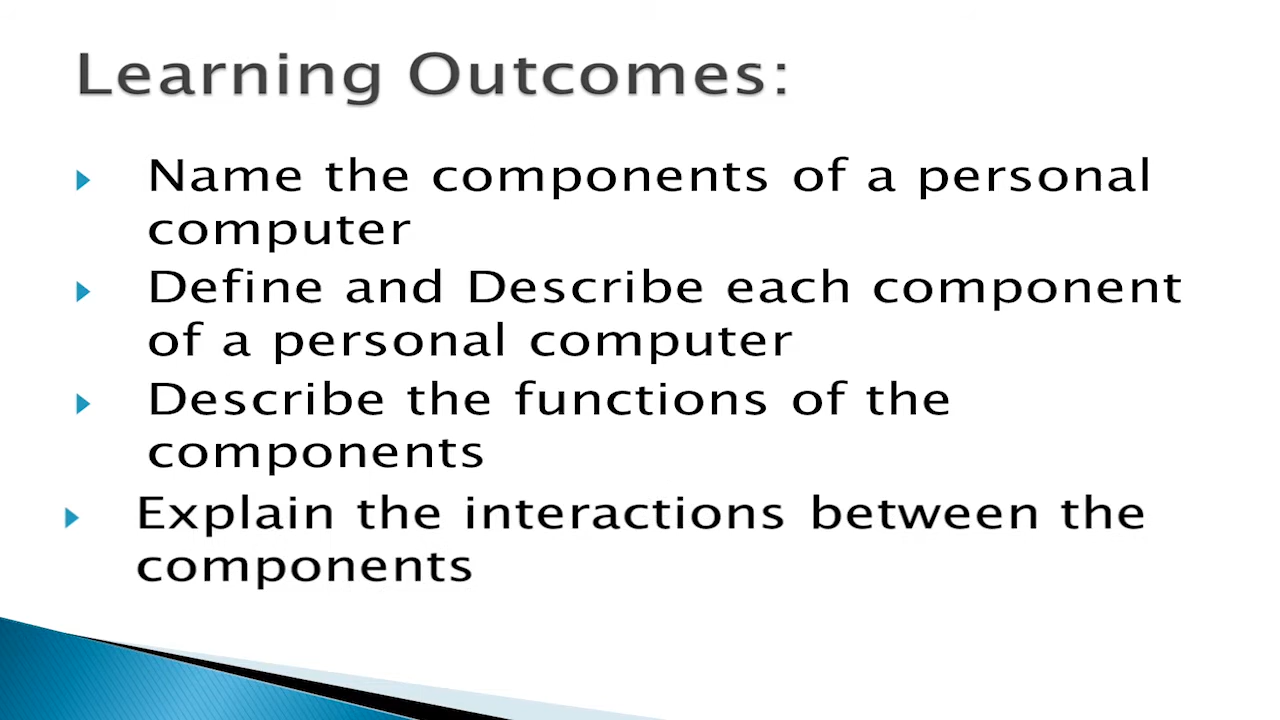 Learning Outcomes:
Name the components of a personal
computer
Define and Describe each component
of a personal computer
Describe the functions of the
components
Explain the interactions between the
components